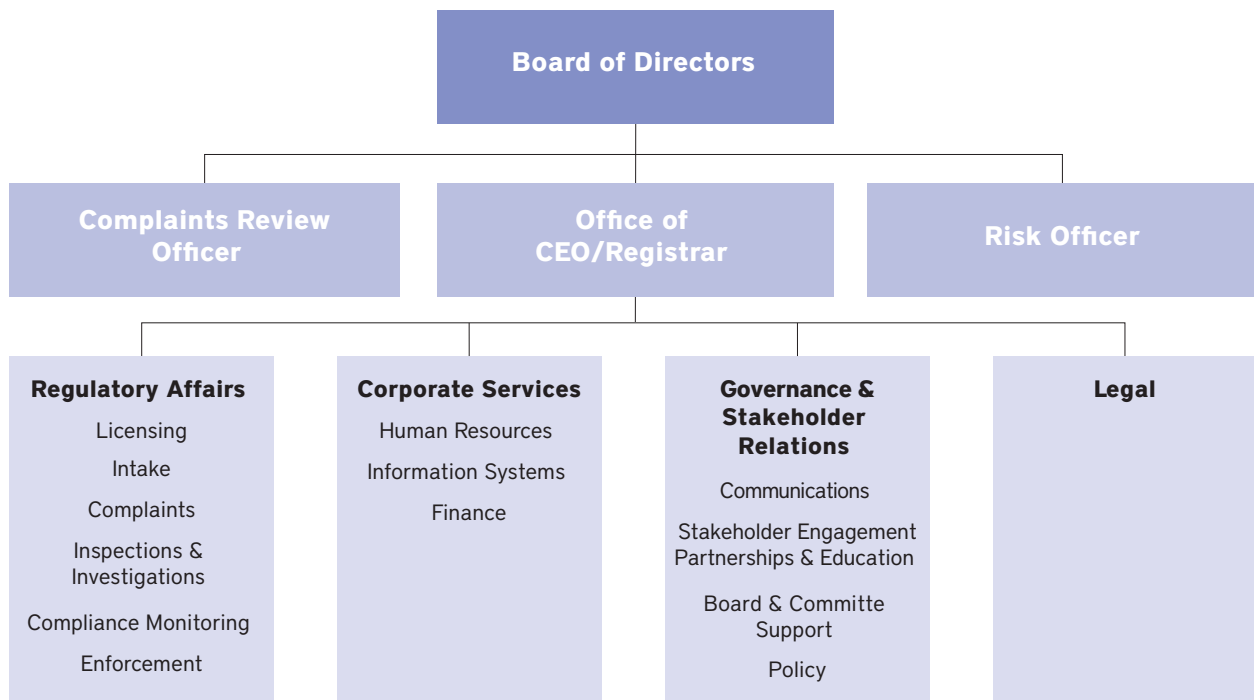 Board of Directors
Complaints Review
Officer
Office of
CEO/Registrar
Risk Officer
Regulatory Affairs
Licensing
Intake
Complaints
Inspections &
Investigations
Compliance Monitoring
Enforcement
Corporate Services
Human Resources
Information Systems
Finance
Governance &
Stakeholder
Relations
Communications
Stakeholder Engagement
Partnerships & Education
Board & Committe
Support
Policy
Legal